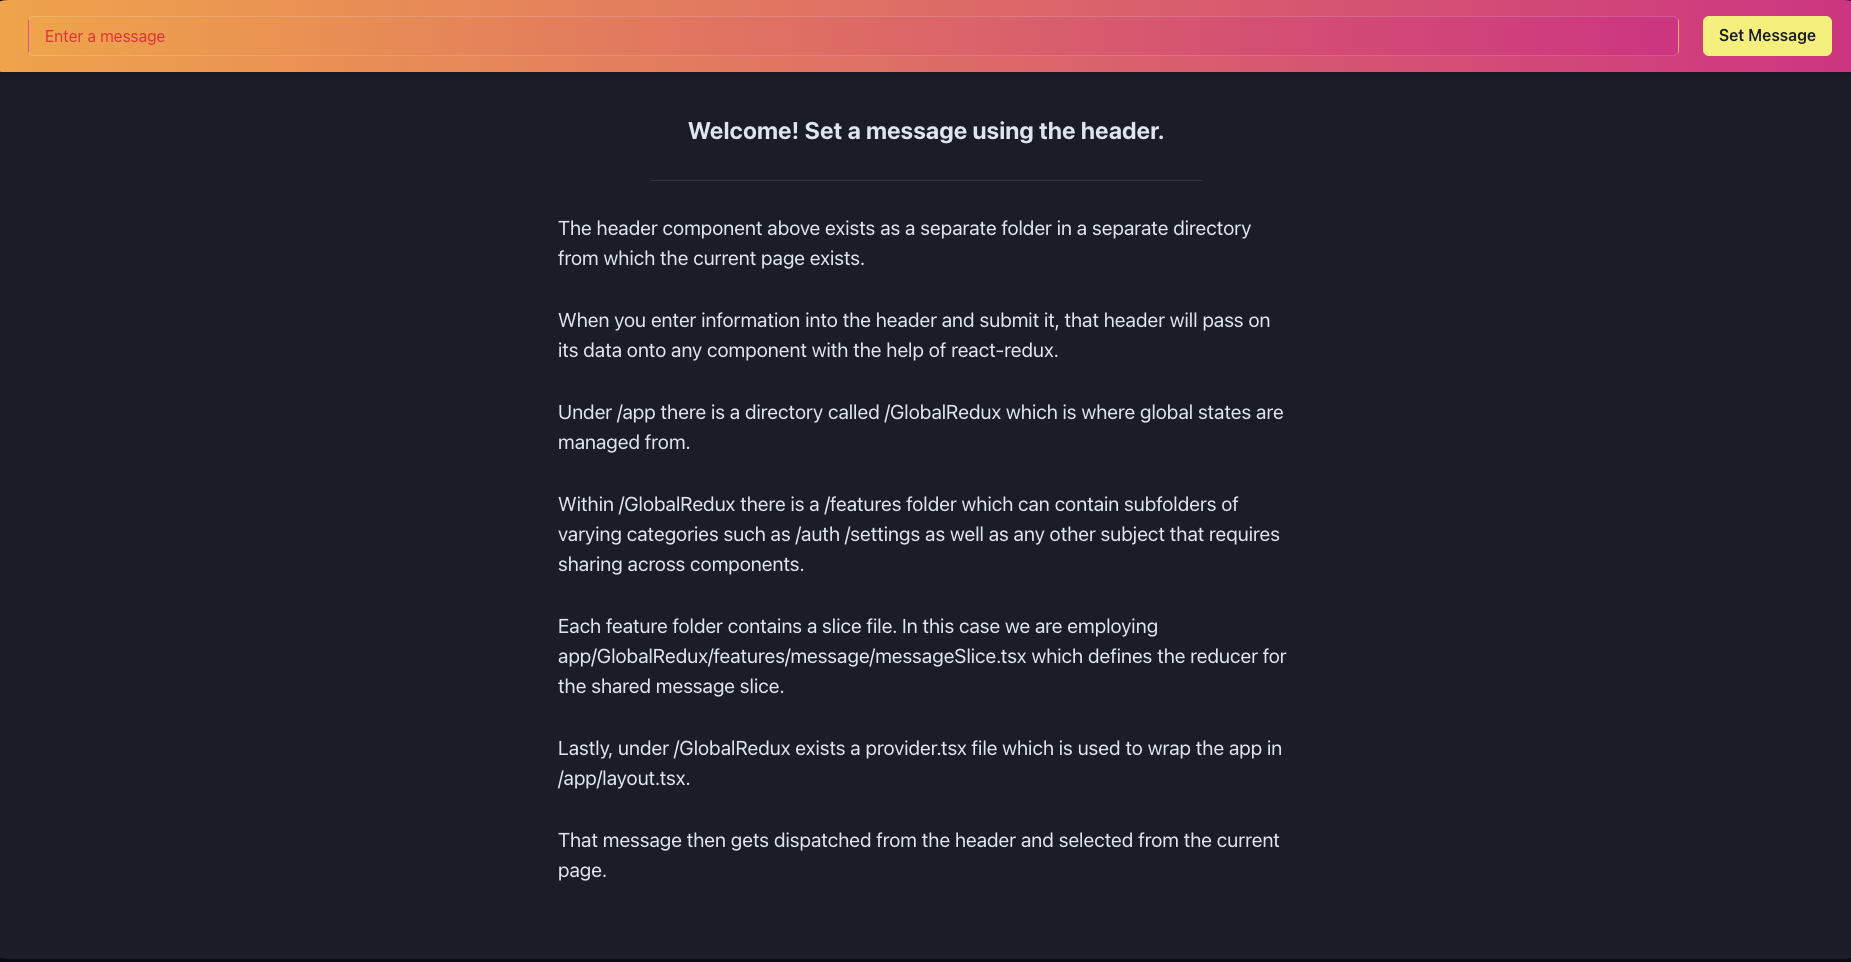 Enter a message
Set Message
Welcome! Set a message using the header.
The header component above exists as a separate folder in a separate directory
from which the current page exists.
When you enter information into the header and submit it, that header will pass on
its data onto any component with the help of react-redux.
Under /app there is a directory called /GlobalRedux which is where global states are
managed from.
Within /GlobalRedux there is a /features folder which can contain subfolders of
varying categories such as /auth /settings as well as any other subject that requires
sharing across components.
Each feature folder contains a slice file. In this case we are employing
app/GlobalRedux/features/message/messageSlice.tsx which defines the reducer for
the shared message slice.
Lastly, under /GlobalRedux exists a provider.tsx file which is used to wrap the app in
/app/layout.tsx.
That message then gets dispatched from the header and selected from the current
page.